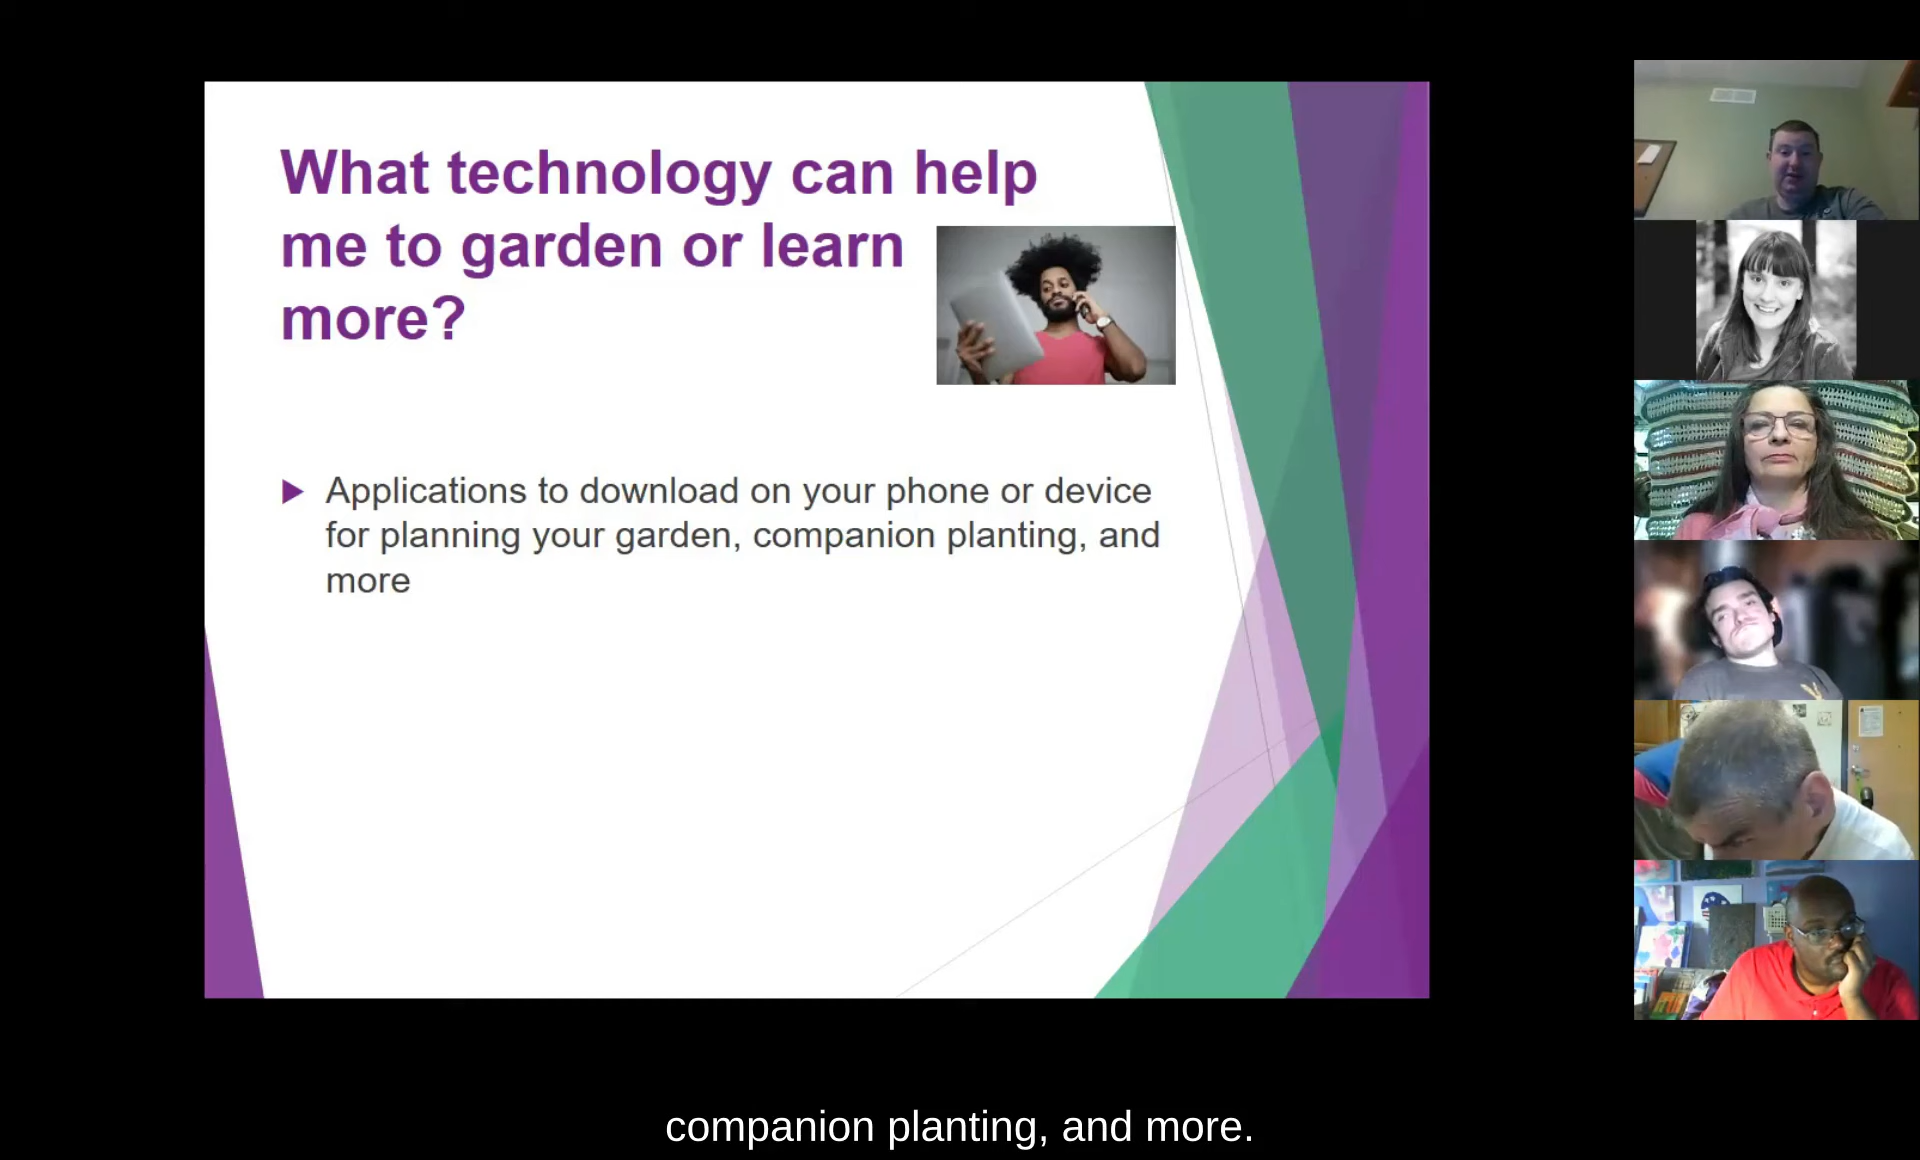 What technology can help
me to garden or learn
more?
Applications to download on your phone or device
for planning your garden, companion planting, and
more
companion planting, and more.